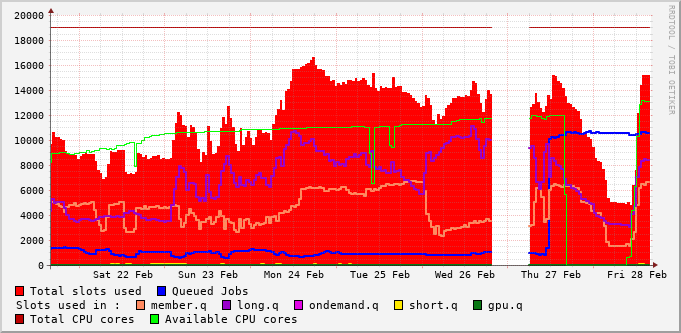 20000
18000
16000
14000
12000
10000
8000
6000
4000
2000
0
Sat 22 Feb Sun 23 Feb Mon 24 Feb Tue 25 Feb Wed 26 Feb Thu 27 Feb Fri 28 Feb
Total slots used Queued Jobs
Slots used in : member.q long.q ondemand.q short.q gpu.q
Total CPU cores Available CPU cores
RRDTOOL / TOBI OETIKER